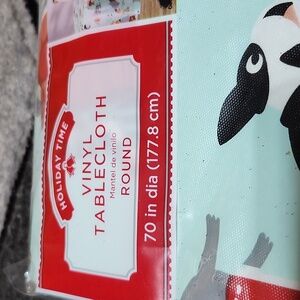 HOLIDAY TIME
VINYL
TABLECLOTH
Mantel de vinilo
ROUND
70 in dia (177.8 cm)